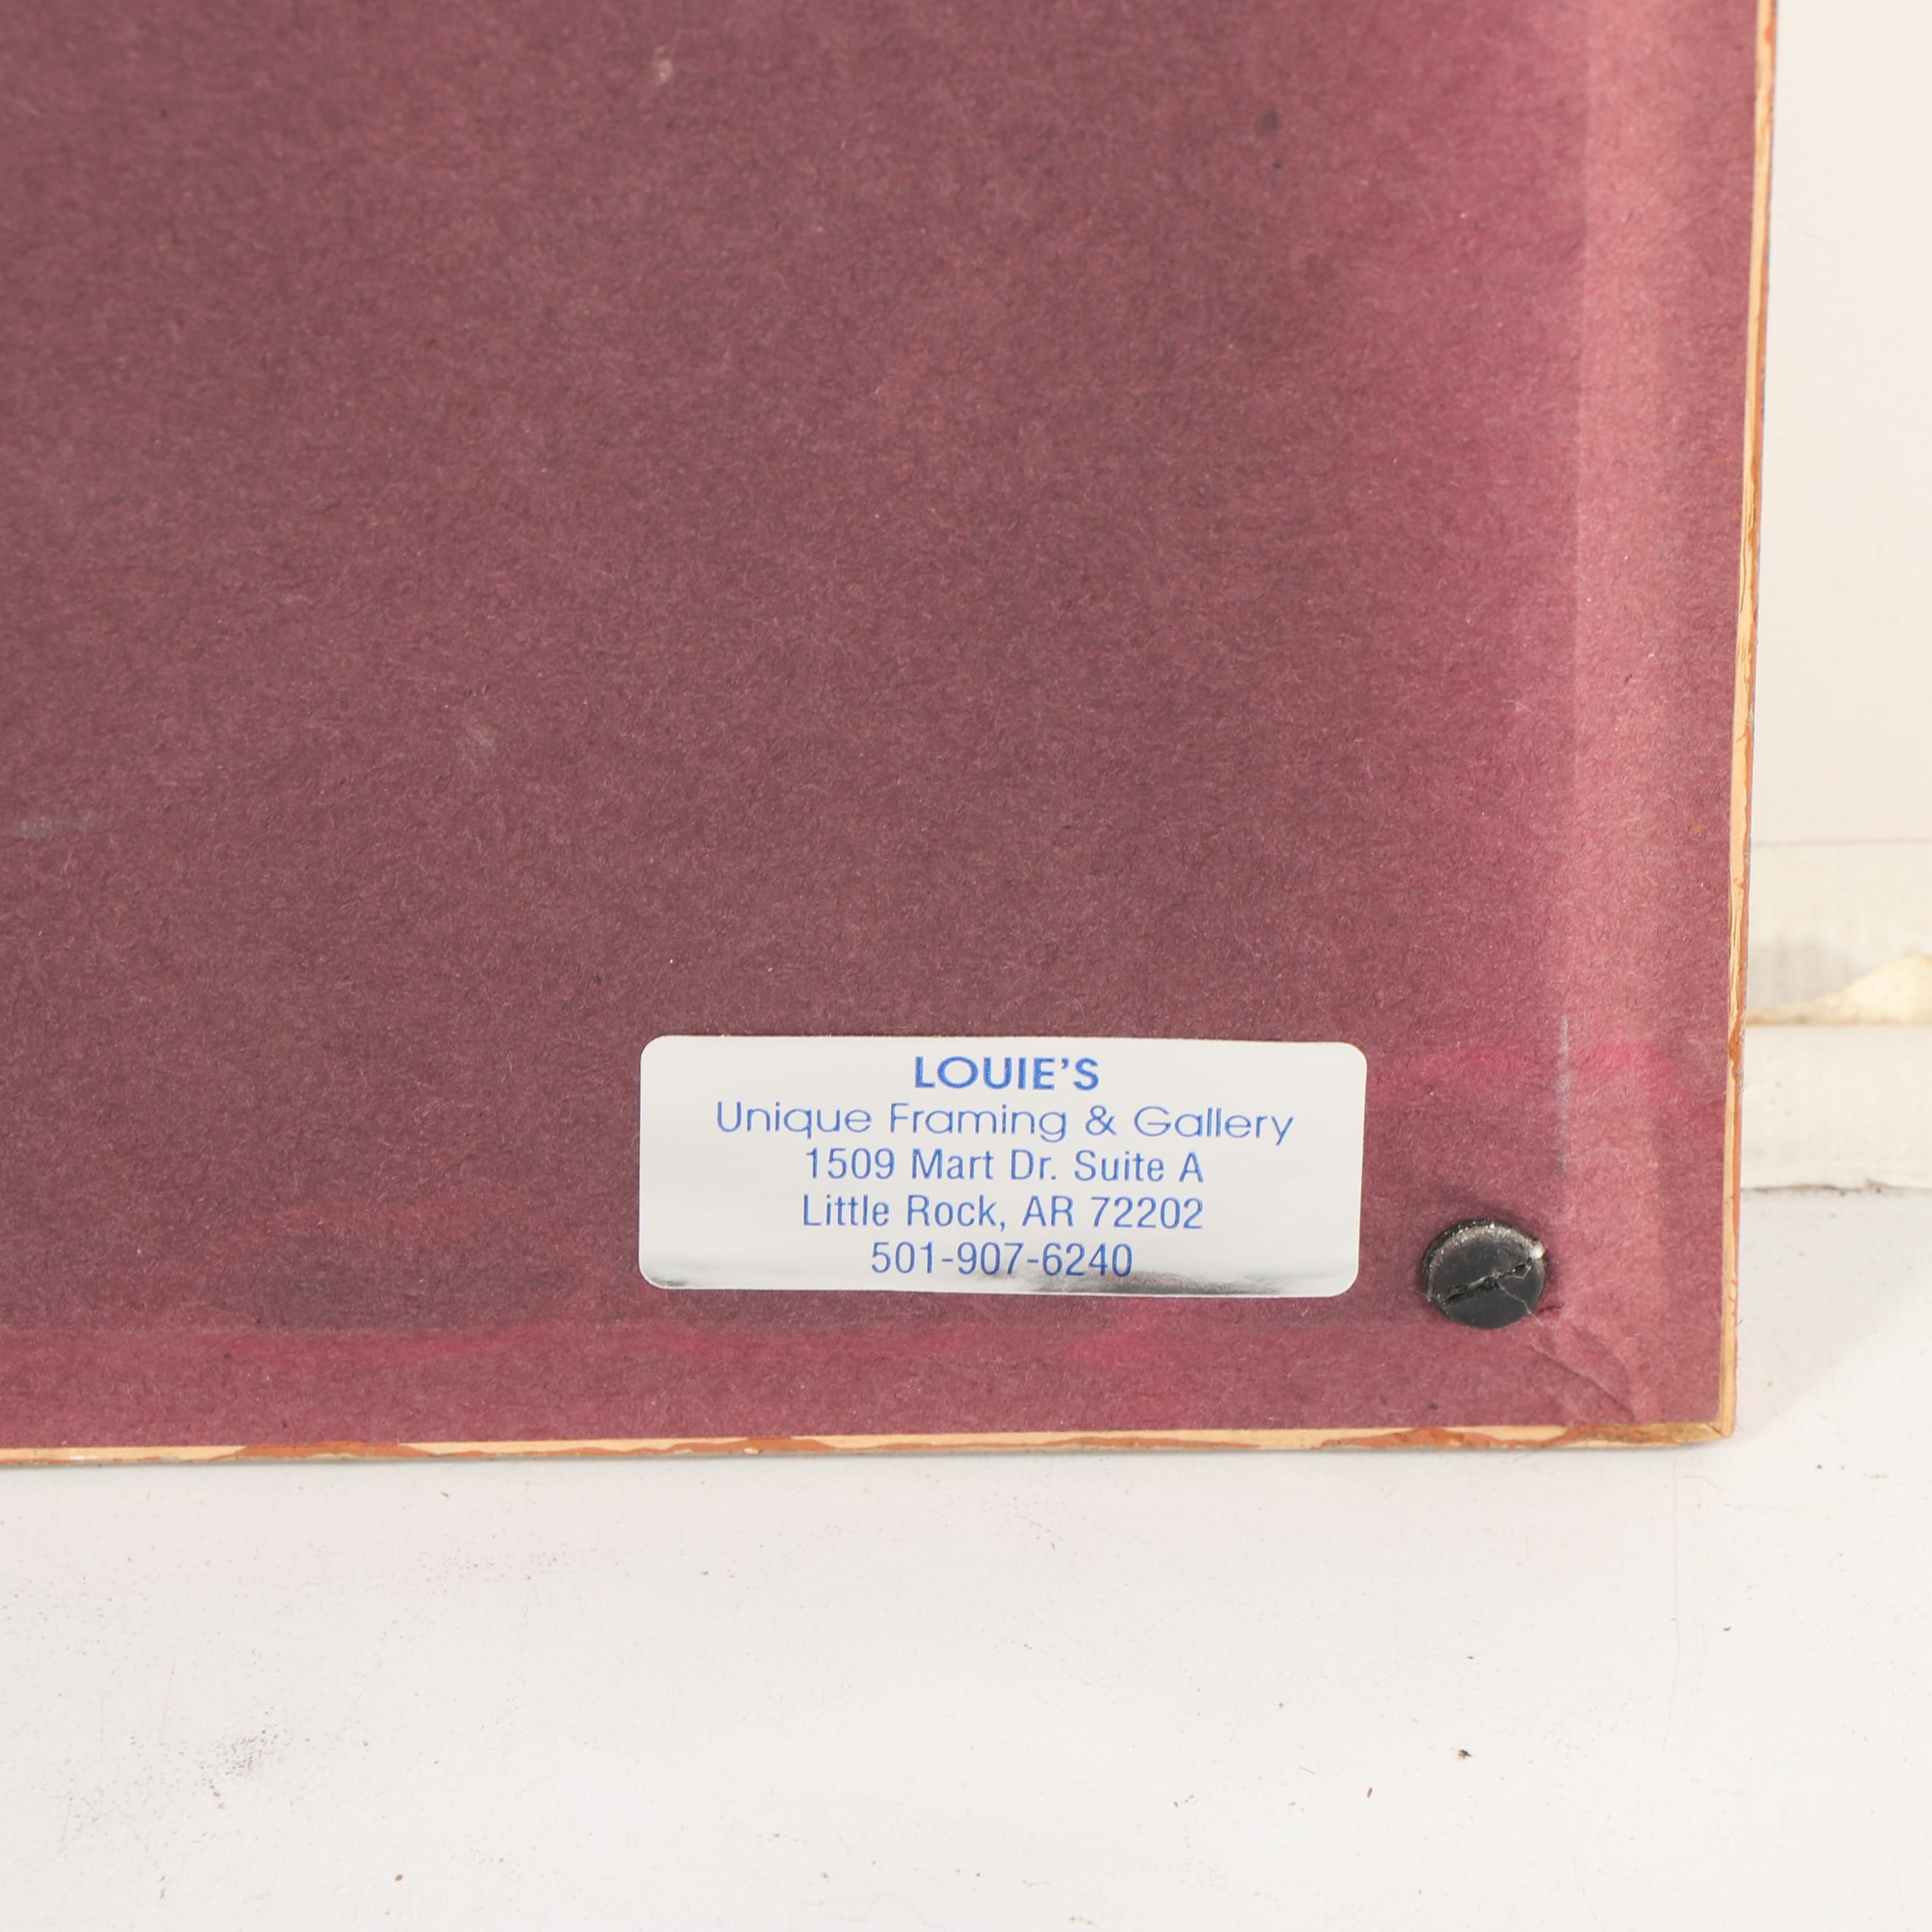 LOUIE'S
Unique Framing & Gallery
1509 Mart Dr. Suite A
Little Rock, AR 72202
501-907-6240